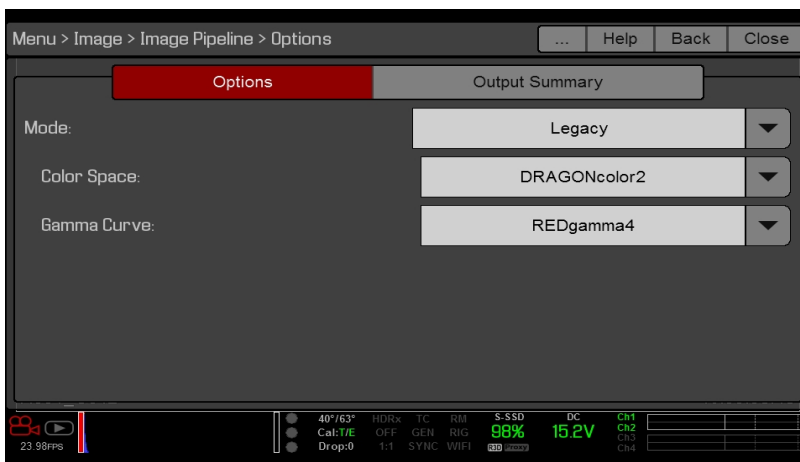 Menu > Image > Image Pipeline > Options ... Help Back Close
Options Output Summary
Mode: Legacy
Color Space: DRAGONcolor2
Gamma Curve: REDgamma4
40°/63° HDRx TC RM S-SSD DC Ch1
Cal:T/E OFF GEN RIG 98% 15.2V Ch2
Drop:0 1:1 SYNC WIFI R3D Proxy Ch3
23.98FPS Ch4